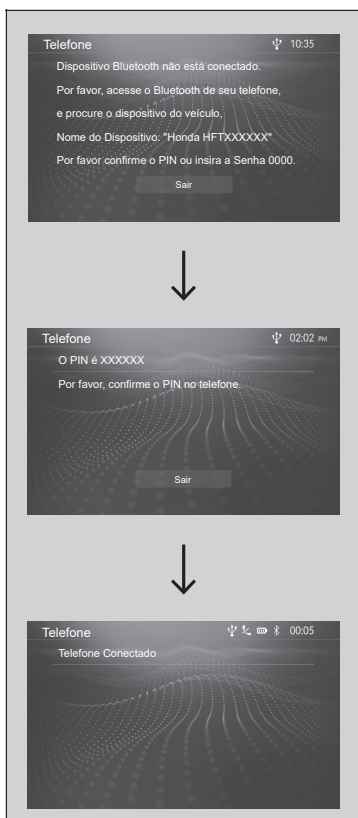 Telefone 10:35
Dispositivo Bluetooth não está conectado.
Por favor, acesse o Bluetooth de seu telefone,
e procure o dispositivo do veículo,
Nome do Dispositivo: "Honda HFTXXXXXX"
Por favor confirme o PIN ou insira a Senha 0000.
Sair
Telefone 02:02 PM
O PIN é XXXXXX
Por favor, confirme o PIN no telefone.
Sair
Telefone 00:05
Telefone Conectado